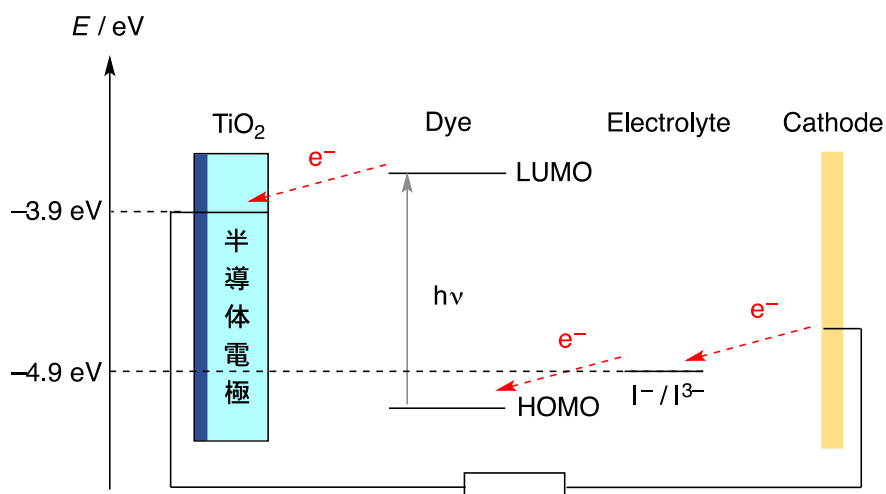 E / eV
TiO₂
Dye
Electrolyte
Cathode
e⁻
LUMO
–3.9 eV
半導体電極
hν
e⁻
e⁻
–4.9 eV
I⁻ / I³⁻
HOMO